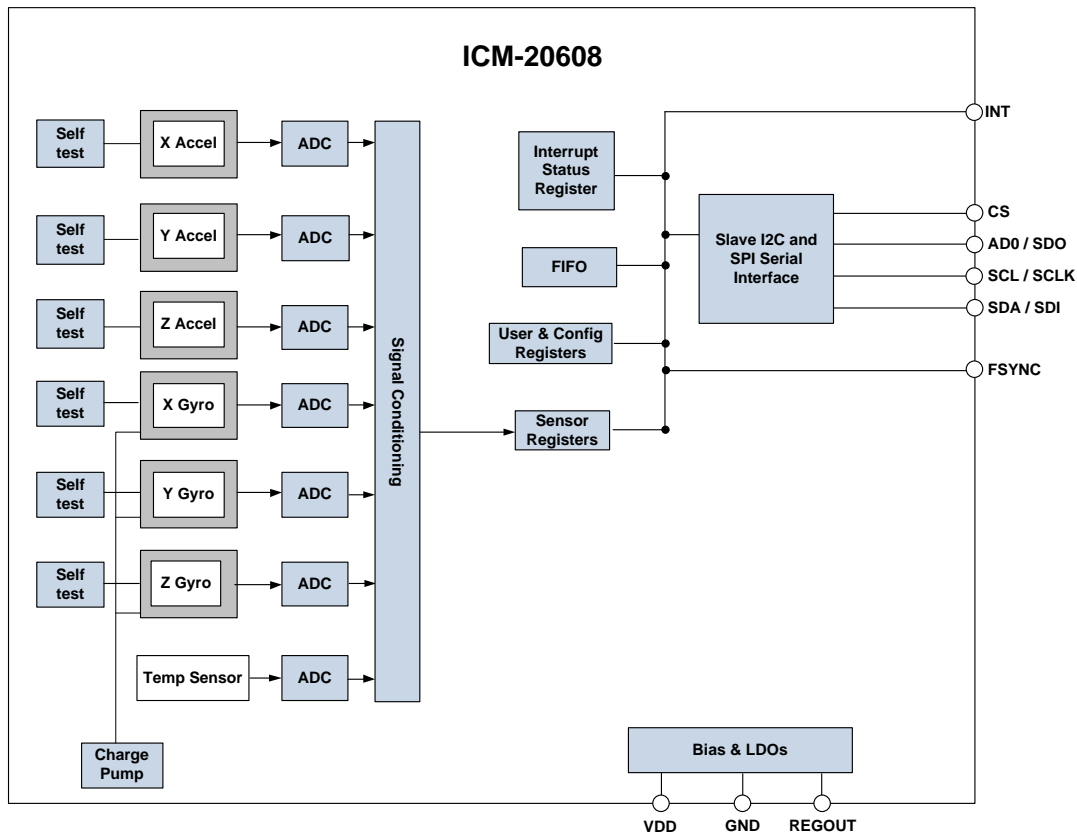 ICM-20608
Self
test
X Accel
ADC
Self
test
Y Accel
ADC
Self
test
Z Accel
ADC
Self
test
X Gyro
ADC
Self
test
Y Gyro
ADC
Self
test
Z Gyro
ADC
Temp Sensor
ADC
Charge
Pump
Signal Conditioning
Interrupt
Status
Register
FIFO
User & Config
Registers
Sensor
Registers
Slave I2C and
SPI Serial
Interface
INT
CS
AD0 / SDO
SCL / SCLK
SDA / SDI
FSYNC
Bias & LDOs
VDD
GND
REGOUT